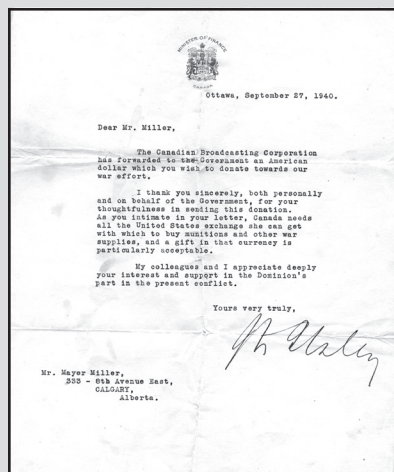 MINISTER OF FINANCE
CANADA
Ottawa, September 27, 1940.
Dear Mr. Miller,
The Canadian Broadcasting Corporation
has forwarded to the Government an American
dollar which you wish to donate towards our
war effort.
I thank you sincerely, both personally
and on behalf of the Government, for your
thoughtfulness in sending this donation.
As you intimate in your letter, Canada needs
all the United States exchange she can get
with which to buy munitions and other war
supplies, and a gift in that currency is
particularly acceptable.
My colleagues and I appreciate deeply
your interest and support in the Dominion's
part in the present conflict.
Yours very truly,
Mr. Mayer Miller,
333 - 8th Avenue East,
CALGARY,
Alberta.